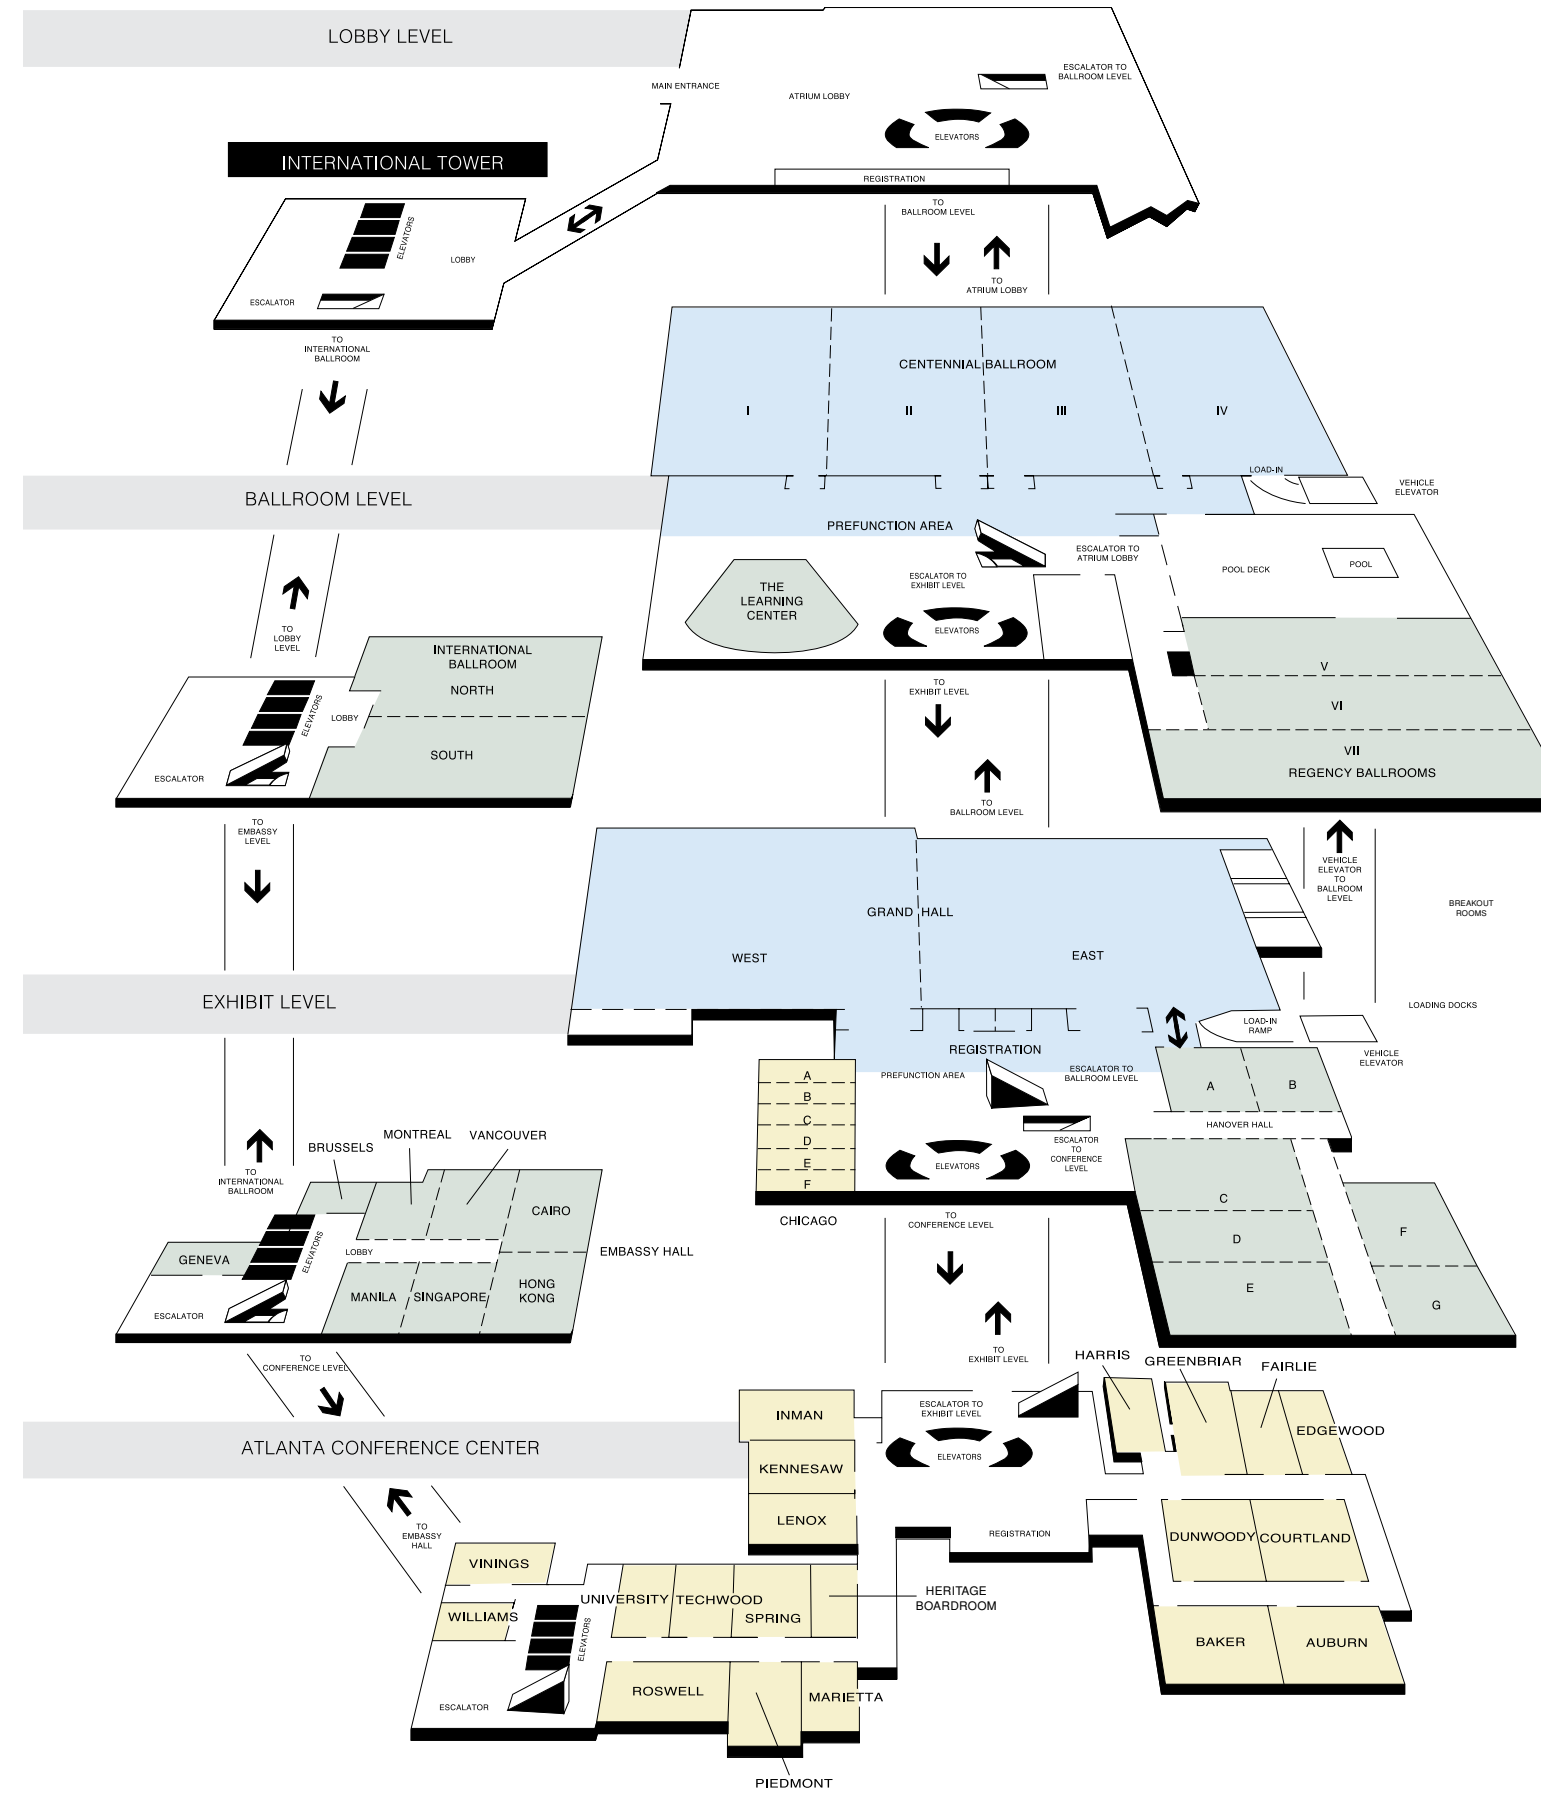 LOBBY LEVEL
MAIN ENTRANCE
ATRIUM LOBBY
ESCALATOR TO
BALLROOM LEVEL
ELEVATORS
REGISTRATION
INTERNATIONAL TOWER
ELEVATORS
LOBBY
ESCALATOR
TO
BALLROOM LEVEL
TO
ATRIUM LOBBY
TO
INTERNATIONAL
BALLROOM
CENTENNIAL BALLROOM
I
II
III
IV
LOAD-IN
VEHICLE
ELEVATOR
BALLROOM LEVEL
PREFUNCTION AREA
ESCALATOR TO
ATRIUM LOBBY
ESCALATOR TO
EXHIBIT LEVEL
POOL DECK
POOL
THE
LEARNING
CENTER
ELEVATORS
TO
LOBBY
LEVEL
INTERNATIONAL
BALLROOM
NORTH
SOUTH
LOBBY
ELEVATORS
ESCALATOR
V
VI
VII
REGENCY BALLROOMS
TO
EXHIBIT LEVEL
TO
BALLROOM LEVEL
TO
EMBASSY
LEVEL
VEHICLE
ELEVATOR
TO
BALLROOM
LEVEL
BREAKOUT
ROOMS
GRAND HALL
WEST
EAST
EXHIBIT LEVEL
LOADING DOCKS
LOAD-IN
RAMP
VEHICLE
ELEVATOR
REGISTRATION
PREFUNCTION AREA
ESCALATOR TO
BALLROOM LEVEL
A
B
C
D
E
F
CHICAGO
ELEVATORS
ESCALATOR
TO
CONFERENCE
LEVEL
A
B
HANOVER HALL
C
D
E
F
G
TO
INTERNATIONAL
BALLROOM
BRUSSELS
MONTREAL
VANCOUVER
CAIRO
EMBASSY HALL
GENEVA
ELEVATORS
LOBBY
MANILA
SINGAPORE
HONG
KONG
ESCALATOR
TO
CONFERENCE LEVEL
TO
EXHIBIT LEVEL
TO
CONFERENCE LEVEL
ATLANTA CONFERENCE CENTER
HARRIS
GREENBRIAR
FAIRLIE
EDGEWOOD
INMAN
KENNESAW
LENOX
ESCALATOR TO
EXHIBIT LEVEL
ELEVATORS
REGISTRATION
DUNWOODY
COURTLAND
BAKER
AUBURN
TO
EMBASSY
HALL
VININGS
WILLIAMS
UNIVERSITY
TECHWOOD
SPRING
HERITAGE
BOARDROOM
ELEVATORS
ESCALATOR
ROSWELL
MARIETTA
PIEDMONT